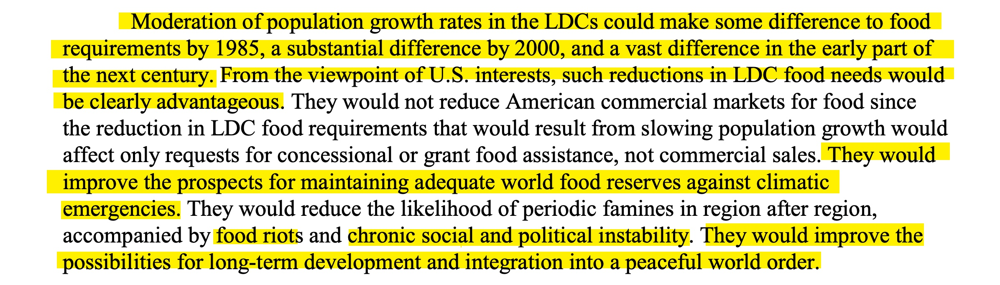 Moderation of population growth rates in the LDCs could make some difference to food
requirements by 1985, a substantial difference by 2000, and a vast difference in the early part of
the next century. From the viewpoint of U.S. interests, such reductions in LDC food needs would
be clearly advantageous. They would not reduce American commercial markets for food since
the reduction in LDC food requirements that would result from slowing population growth would
affect only requests for concessional or grant food assistance, not commercial sales. They would
improve the prospects for maintaining adequate world food reserves against climatic
emergencies. They would reduce the likelihood of periodic famines in region after region,
accompanied by food riots and chronic social and political instability. They would improve the
possibilities for long-term development and integration into a peaceful world order.